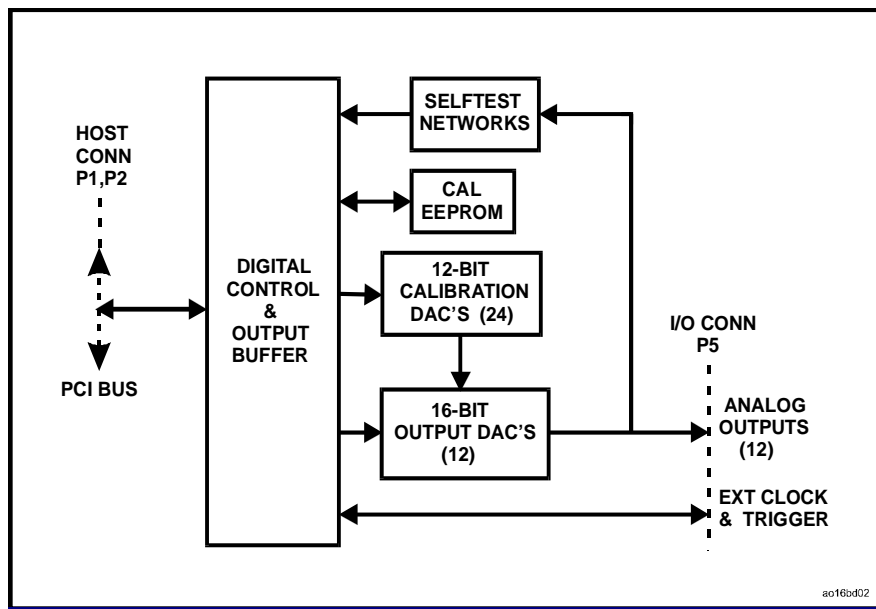 HOST
CONN
P1,P2
PCI BUS
DIGITAL
CONTROL
&
OUTPUT
BUFFER
SELFTEST
NETWORKS
CAL
EEPROM
12-BIT
CALIBRATION
DAC'S (24)
16-BIT
OUTPUT DAC'S
(12)
I/O CONN
P5
ANALOG
OUTPUTS
(12)
EXT CLOCK
& TRIGGER
ao16bd02